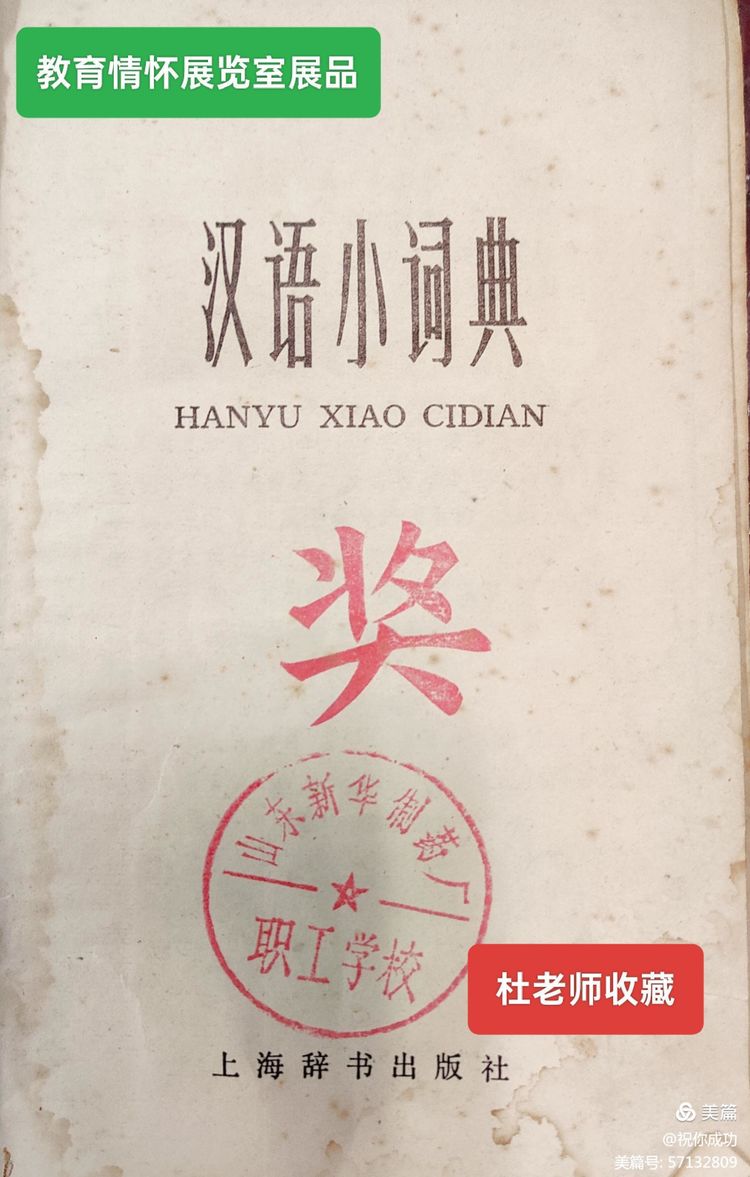 教育情怀展览室展品
汉语小词典
HANYU XIAO CIDIAN
奖
山东新华制药厂
职工学校
杜老师收藏
上海辞书出版社
美篇
@祝你成功
美篇号: 57132809